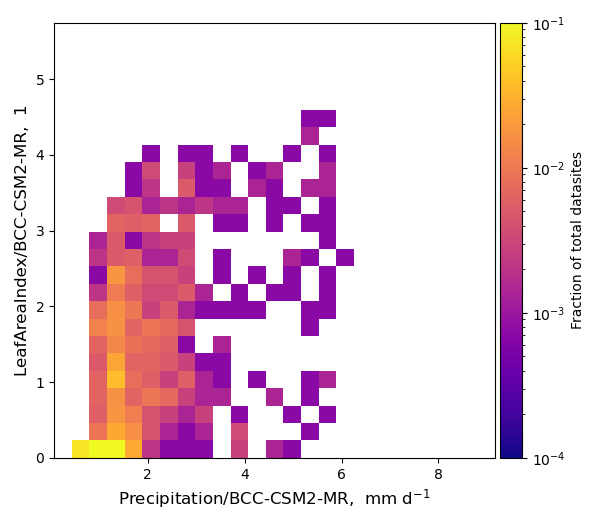 LeafAreaIndex/BCC-CSM2-MR, 1
5
4
3
2
1
0
2 4 6 8
Precipitation/BCC-CSM2-MR, mm d⁻¹
10⁻¹
10⁻²
10⁻³
10⁻⁴
Fraction of total datasites